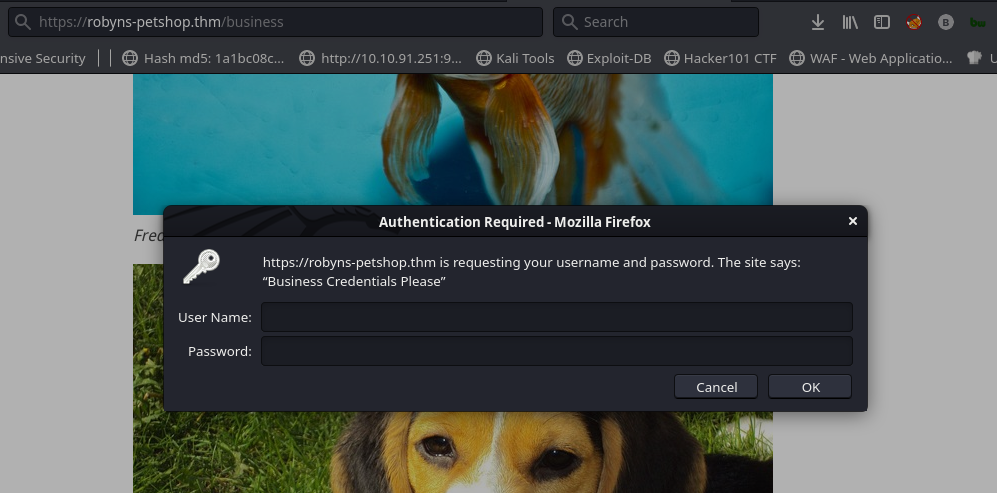 https://robyns-petshop.thm/business
Search
nsive Security
Hash md5: 1a1bc08c...
http://10.10.91.251:9...
Kali Tools
Exploit-DB
Hacker101 CTF
WAF - Web Applicatio...
U
B
Authentication Required - Mozilla Firefox
Fred
https://robyns-petshop.thm is requesting your username and password. The site says:
“Business Credentials Please”
User Name:
Password:
Cancel
OK